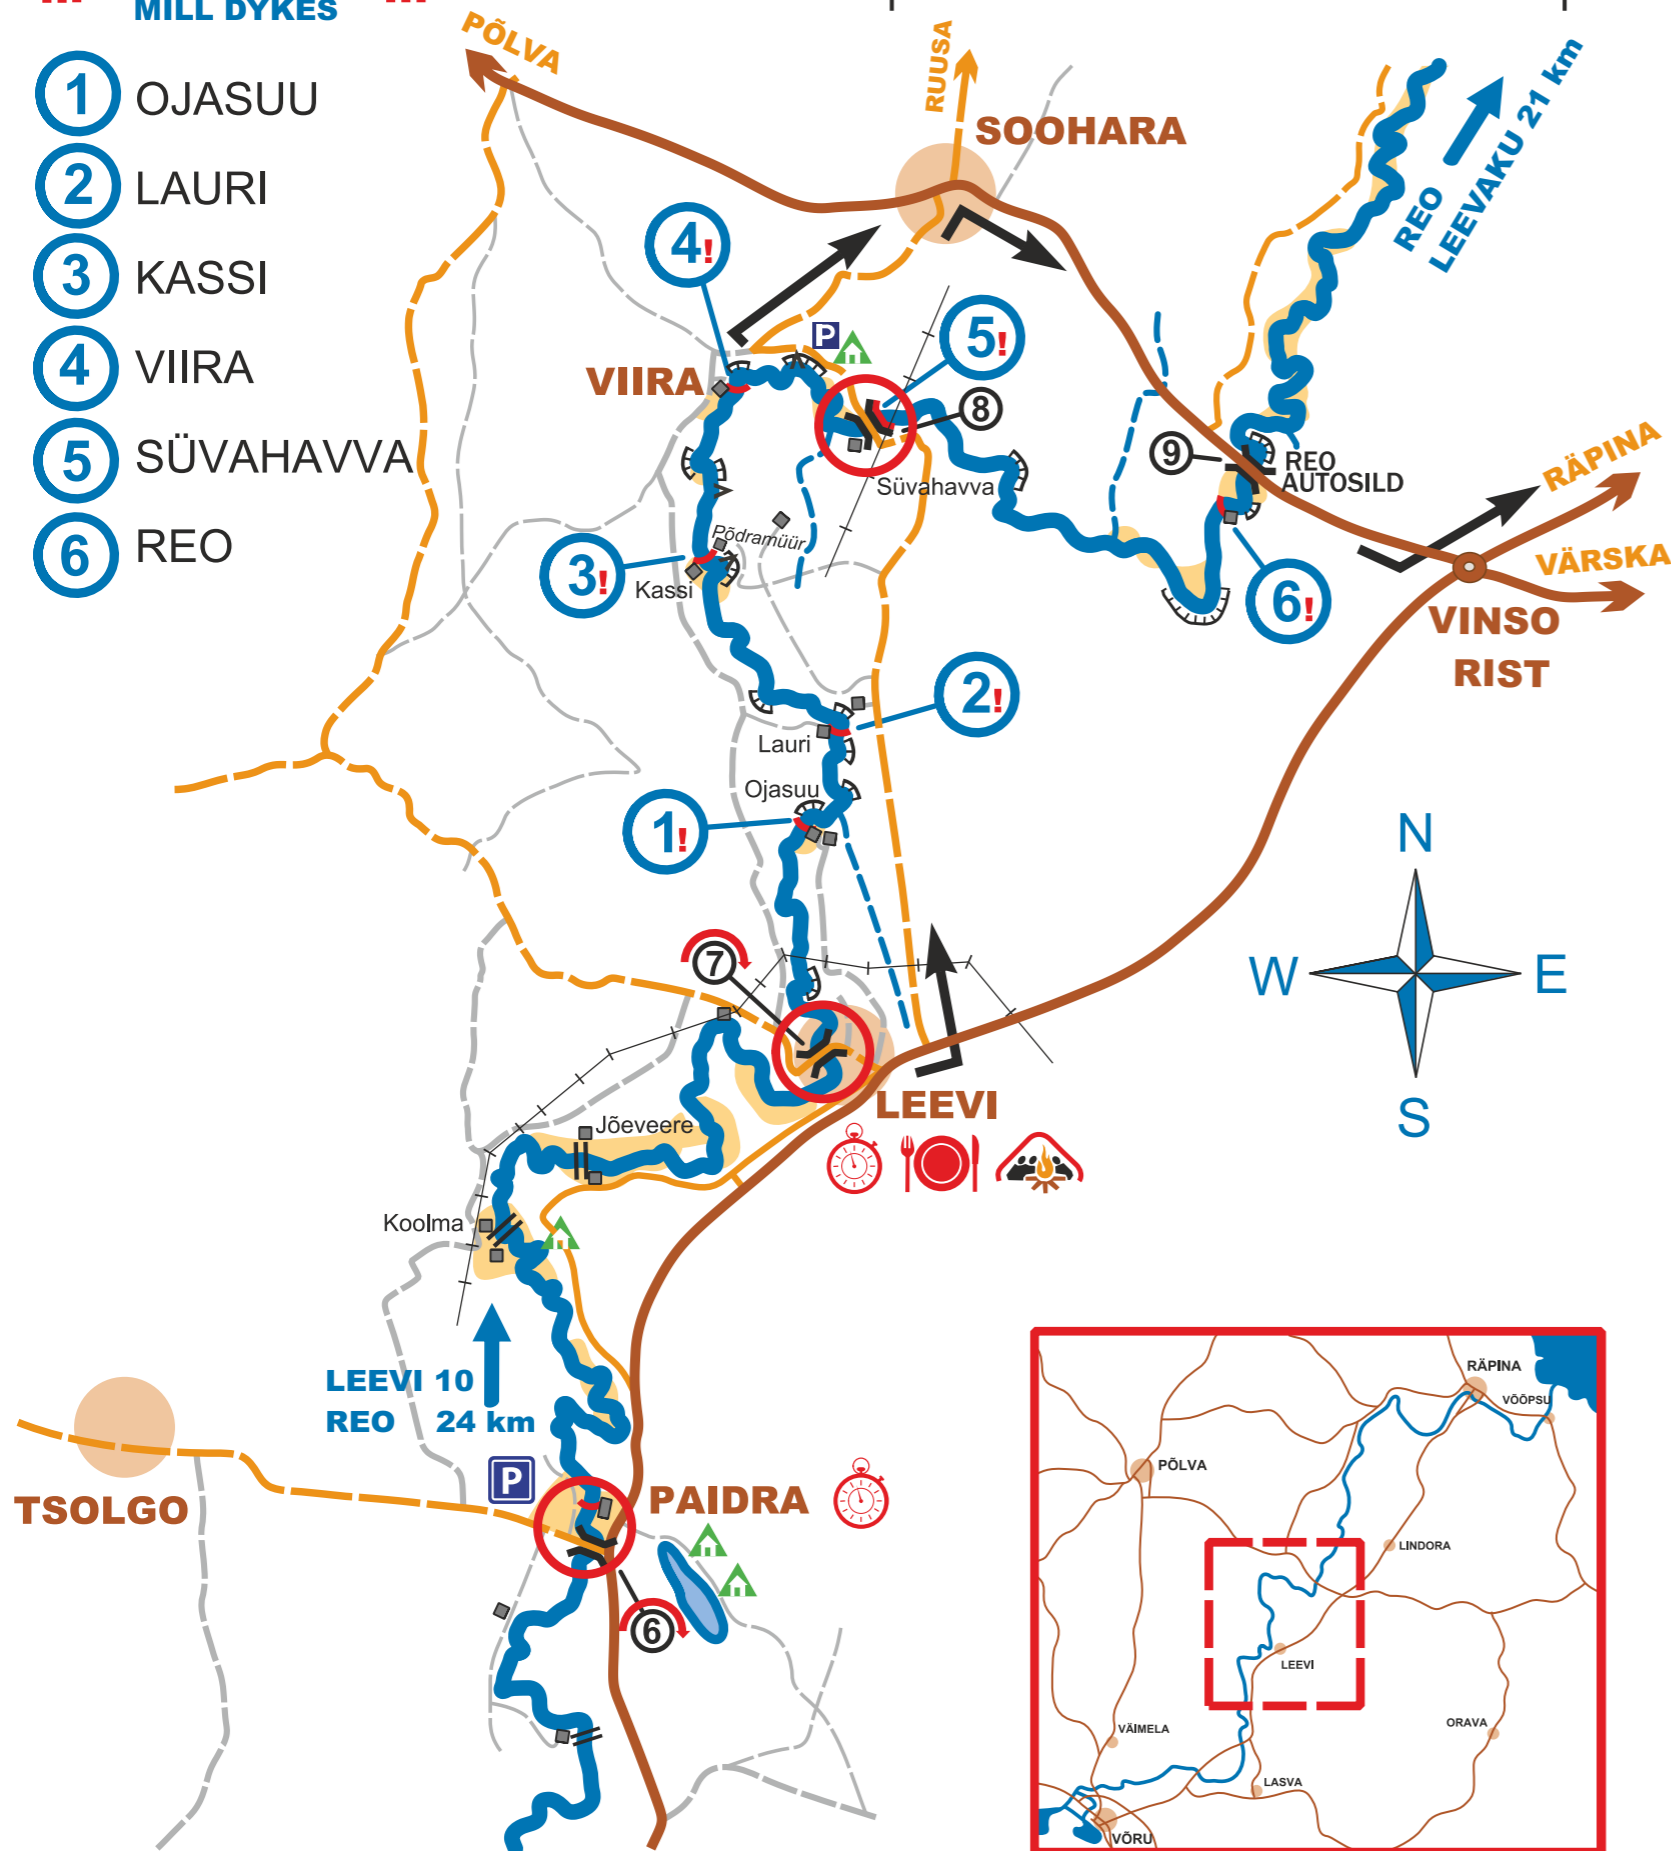 !!! MILL DYKES !!!
1 OJASUU
2 LAURI
3 KASSI
4 VIIRA
5 SÜVAHAVVA
6 REO
PÕLVA
RUUSA
SOOHARA
REO
LEEVAKU 21 km
4!
P
5!
VIIRA
8
Süvahavva
9
REO
AUTOSILD
RÄPINA
VÄRSKA
VINSO
RIST
Põdramüür
3!
Kassi
6!
2!
Lauri
Ojasuu
1!
N
W
E
S
7
LEEVI
Jõeveere
Koolma
LEEVI 10
REO 24 km
TSOLGO
P
PAIDRA
6
RÄPINA
VÕÕPSU
PÕLVA
LINDORA
LEEVI
VÄIMELA
ORAVA
LASVA
VÕRU